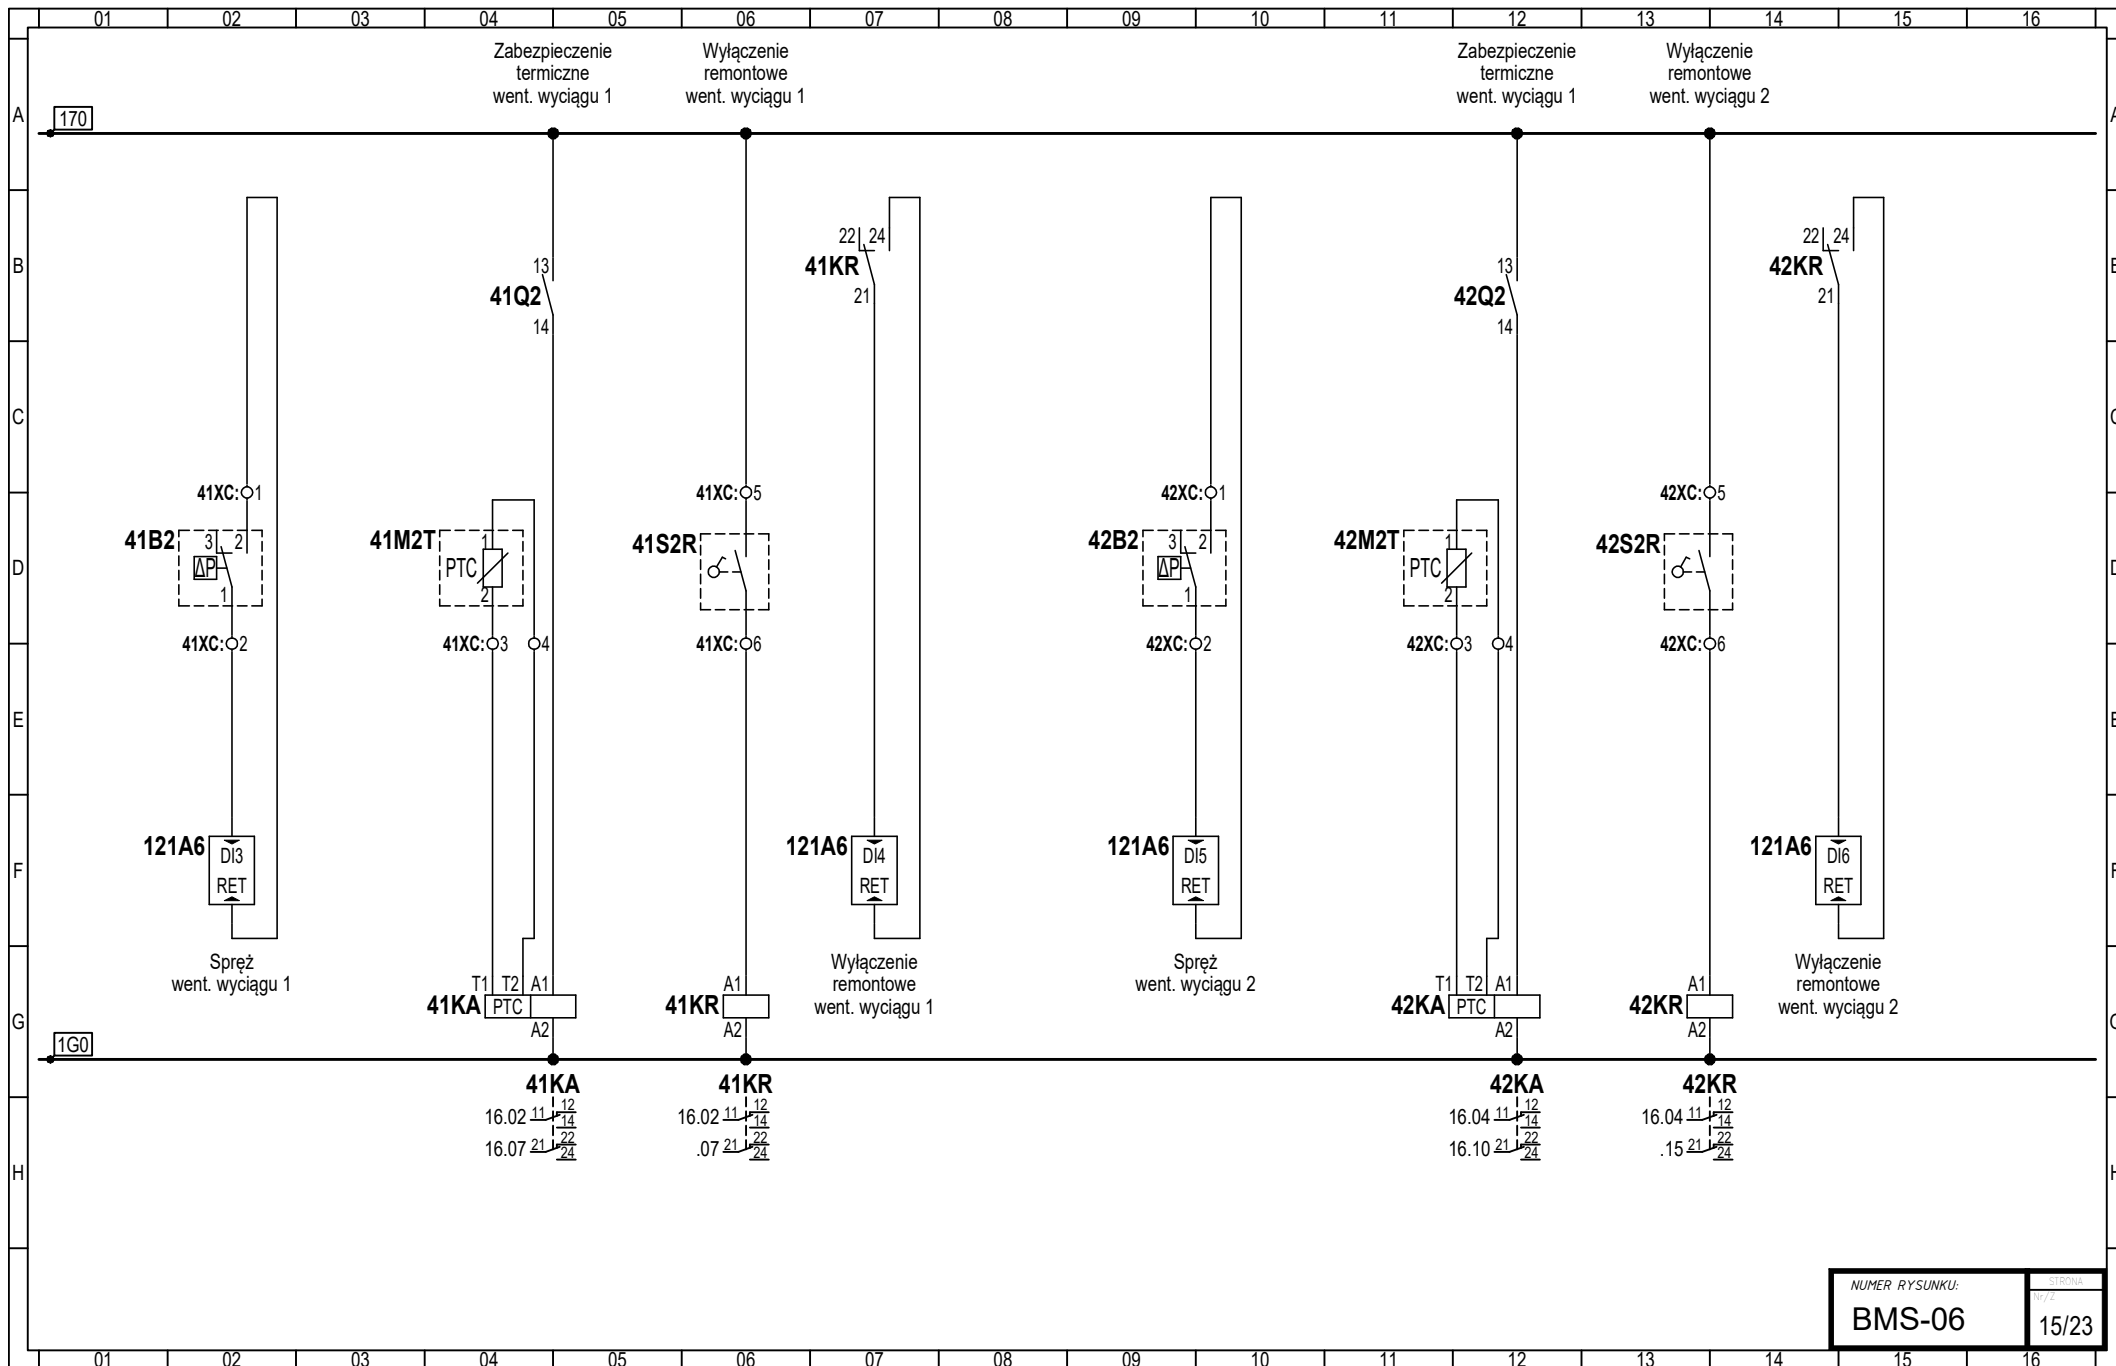 01 02 03 04 05 06 07 08 09 10 11 12 13 14 15 16
Zabezpieczenie
termiczne
went. wyciągu 1
Wyłączenie
remontowe
went. wyciągu 1
Zabezpieczenie
termiczne
went. wyciągu 1
Wyłączenie
remontowe
went. wyciągu 2
A
170
A
B
13
41Q2
14
22 24
41KR
21
13
42Q2
14
22 24
42KR
21
B
C
C
41XC: 1
41XC: 5
42XC: 1
42XC: 5
D
41B2
3 2
ΔP
1
41M2T
1
PTC
2
41S2R
42B2
3 2
ΔP
1
42M2T
1
PTC
2
42S2R
D
41XC: 2
41XC: 3 4
41XC: 6
42XC: 2
42XC: 3 4
42XC: 6
E
E
F
121A6
DI3
RET
121A6
DI4
RET
121A6
DI5
RET
121A6
DI6
RET
F
Spręż
went. wyciągu 1
Wyłączenie
remontowe
went. wyciągu 1
Spręż
went. wyciągu 2
Wyłączenie
remontowe
went. wyciągu 2
G
T1 T2 A1
41KA PTC
A2
A1
41KR
A2
T1 T2 A1
42KA PTC
A2
A1
42KR
A2
G
1G0
41KA
16.02 11 12
14
16.07 21 22
24
41KR
16.02 11 12
14
.07 21 22
24
42KA
16.04 11 12
14
16.10 21 22
24
42KR
16.04 11 12
14
.15 21 22
24
H
H
NUMER RYSUNKU:
BMS-06
STRONA
Nr/Z
15/23
01 02 03 04 05 06 07 08 09 10 11 12 13 14 15 16